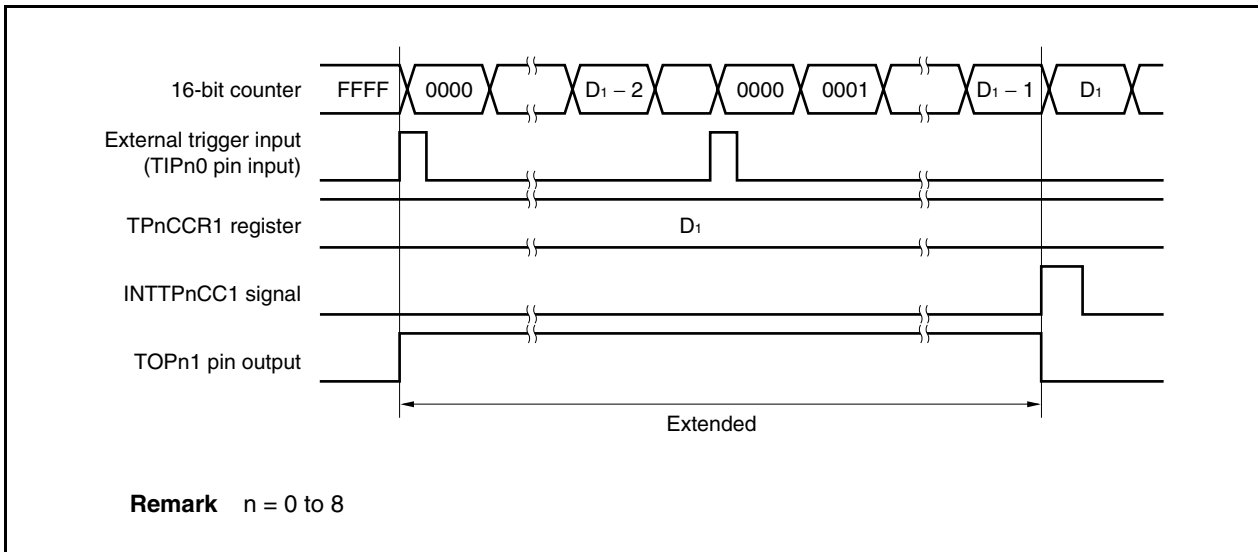 16-bit counter FFFF 0000 D1 – 2 0000 0001 D1 – 1 D1
External trigger input
(TIPn0 pin input)
TPnCCR1 register D1
INTTPnCC1 signal
TOPn1 pin output
Extended
Remark n = 0 to 8